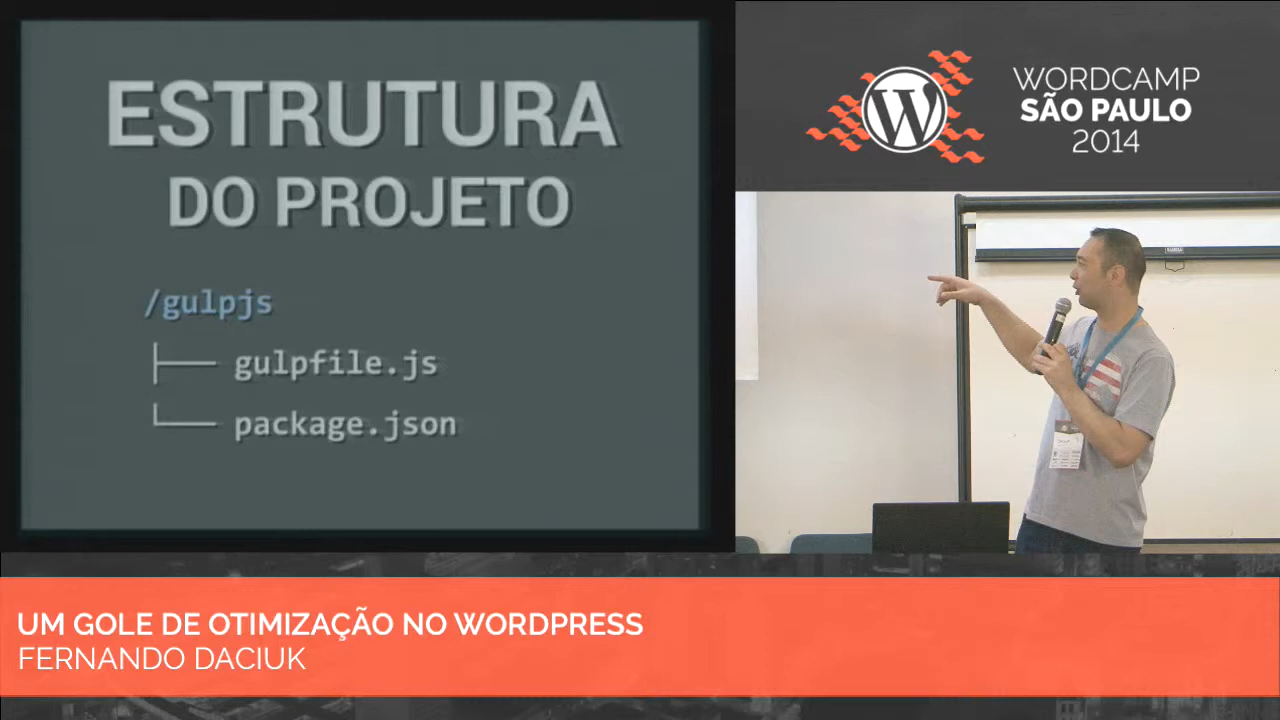 ESTRUTURA
DO PROJETO
/gulpjs
├── gulpfile.js
└── package.json
WORDCAMP
SÃO PAULO
2014
UM GOLE DE OTIMIZAÇÃO NO WORDPRESS
FERNANDO DACIUK